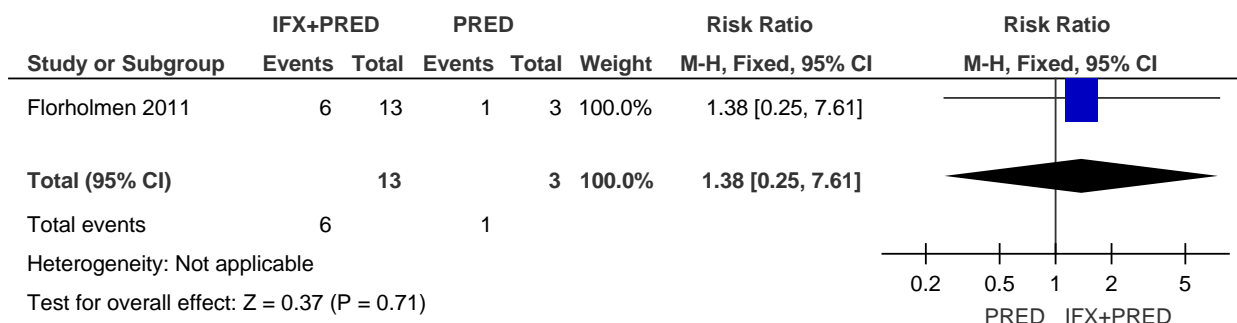 IFX+PRED PRED Risk Ratio Risk Ratio
Study or Subgroup Events Total Events Total Weight M-H, Fixed, 95% CI M-H, Fixed, 95% CI
Florholmen 2011 6 13 1 3 100.0% 1.38 [0.25, 7.61]
Total (95% CI) 13 3 100.0% 1.38 [0.25, 7.61]
Total events 6 1
Heterogeneity: Not applicable
Test for overall effect: Z = 0.37 (P = 0.71)
0.2 0.5 1 2 5
PRED IFX+PRED